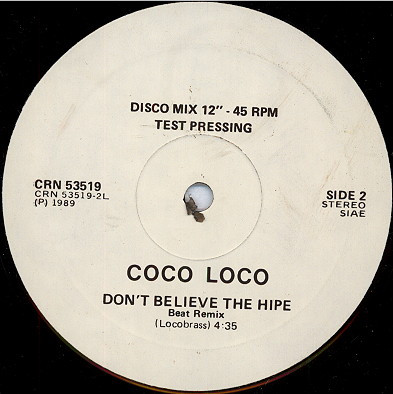 DISCO MIX 12" - 45 RPM
TEST PRESSING
CRN 53519
CRN 53519-2L
(P) 1989
SIDE 2
STEREO
SIAE
COCO LOCO
DON'T BELIEVE THE HIPE
Beat Remix
(Locobrass) 4:35